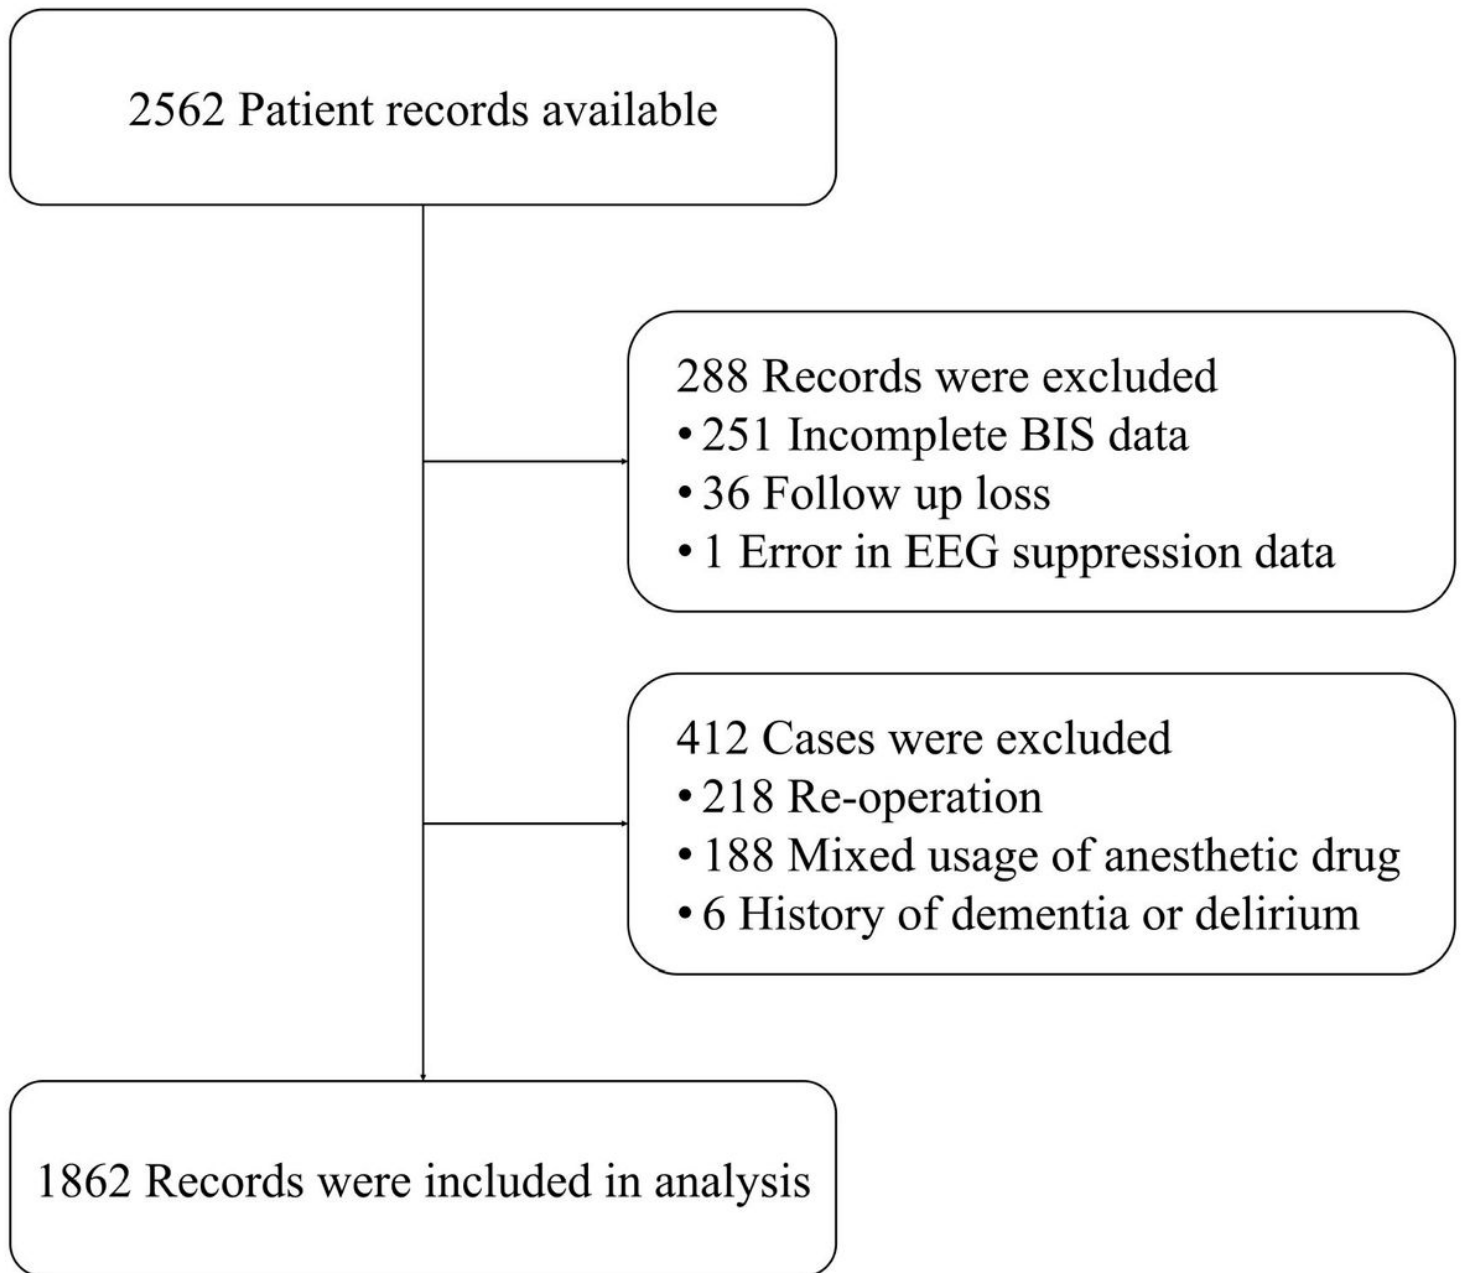 2562 Patient records available
288 Records were excluded
• 251 Incomplete BIS data
• 36 Follow up loss
• 1 Error in EEG suppression data
412 Cases were excluded
• 218 Re-operation
• 188 Mixed usage of anesthetic drug
• 6 History of dementia or delirium
1862 Records were included in analysis